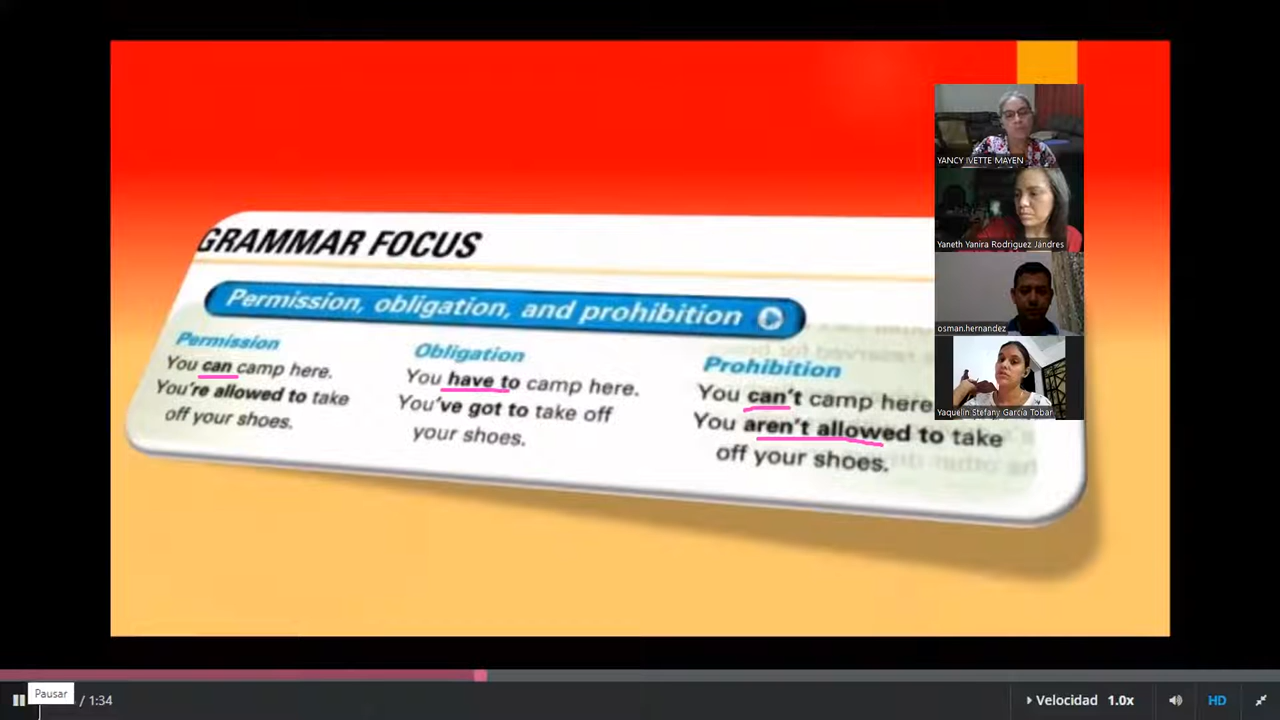 YANCY IVETTE MAYEN
Yaneth Yanira Rodriguez Jandres
osman.hernandez
Yaquelin Stefany García Tobar
GRAMMAR FOCUS
Permission, obligation, and prohibition
Permission
You can camp here.
You're allowed to take
off your shoes.
Obligation
You have to camp here.
You've got to take off
your shoes.
Prohibition
You can't camp here
You aren't allowed to take
off your shoes.
Pausar
/ 1:34
Velocidad 1.0x
HD